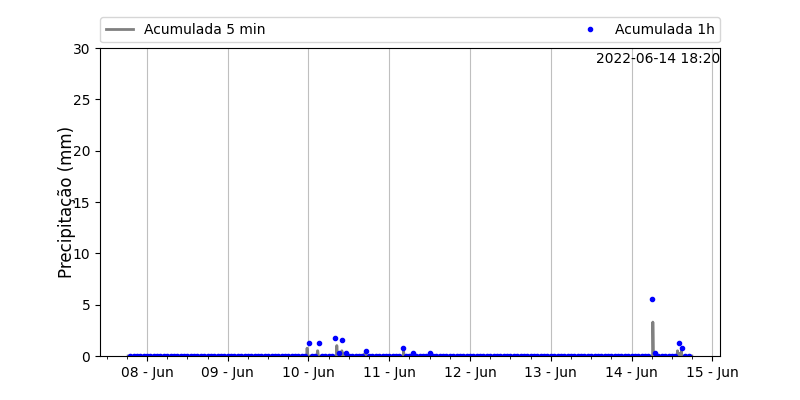 Acumulada 5 min
Acumulada 1h
2022-06-14 18:20
Precipitação (mm)
30
25
20
15
10
5
0
08 - Jun
09 - Jun
10 - Jun
11 - Jun
12 - Jun
13 - Jun
14 - Jun
15 - Jun